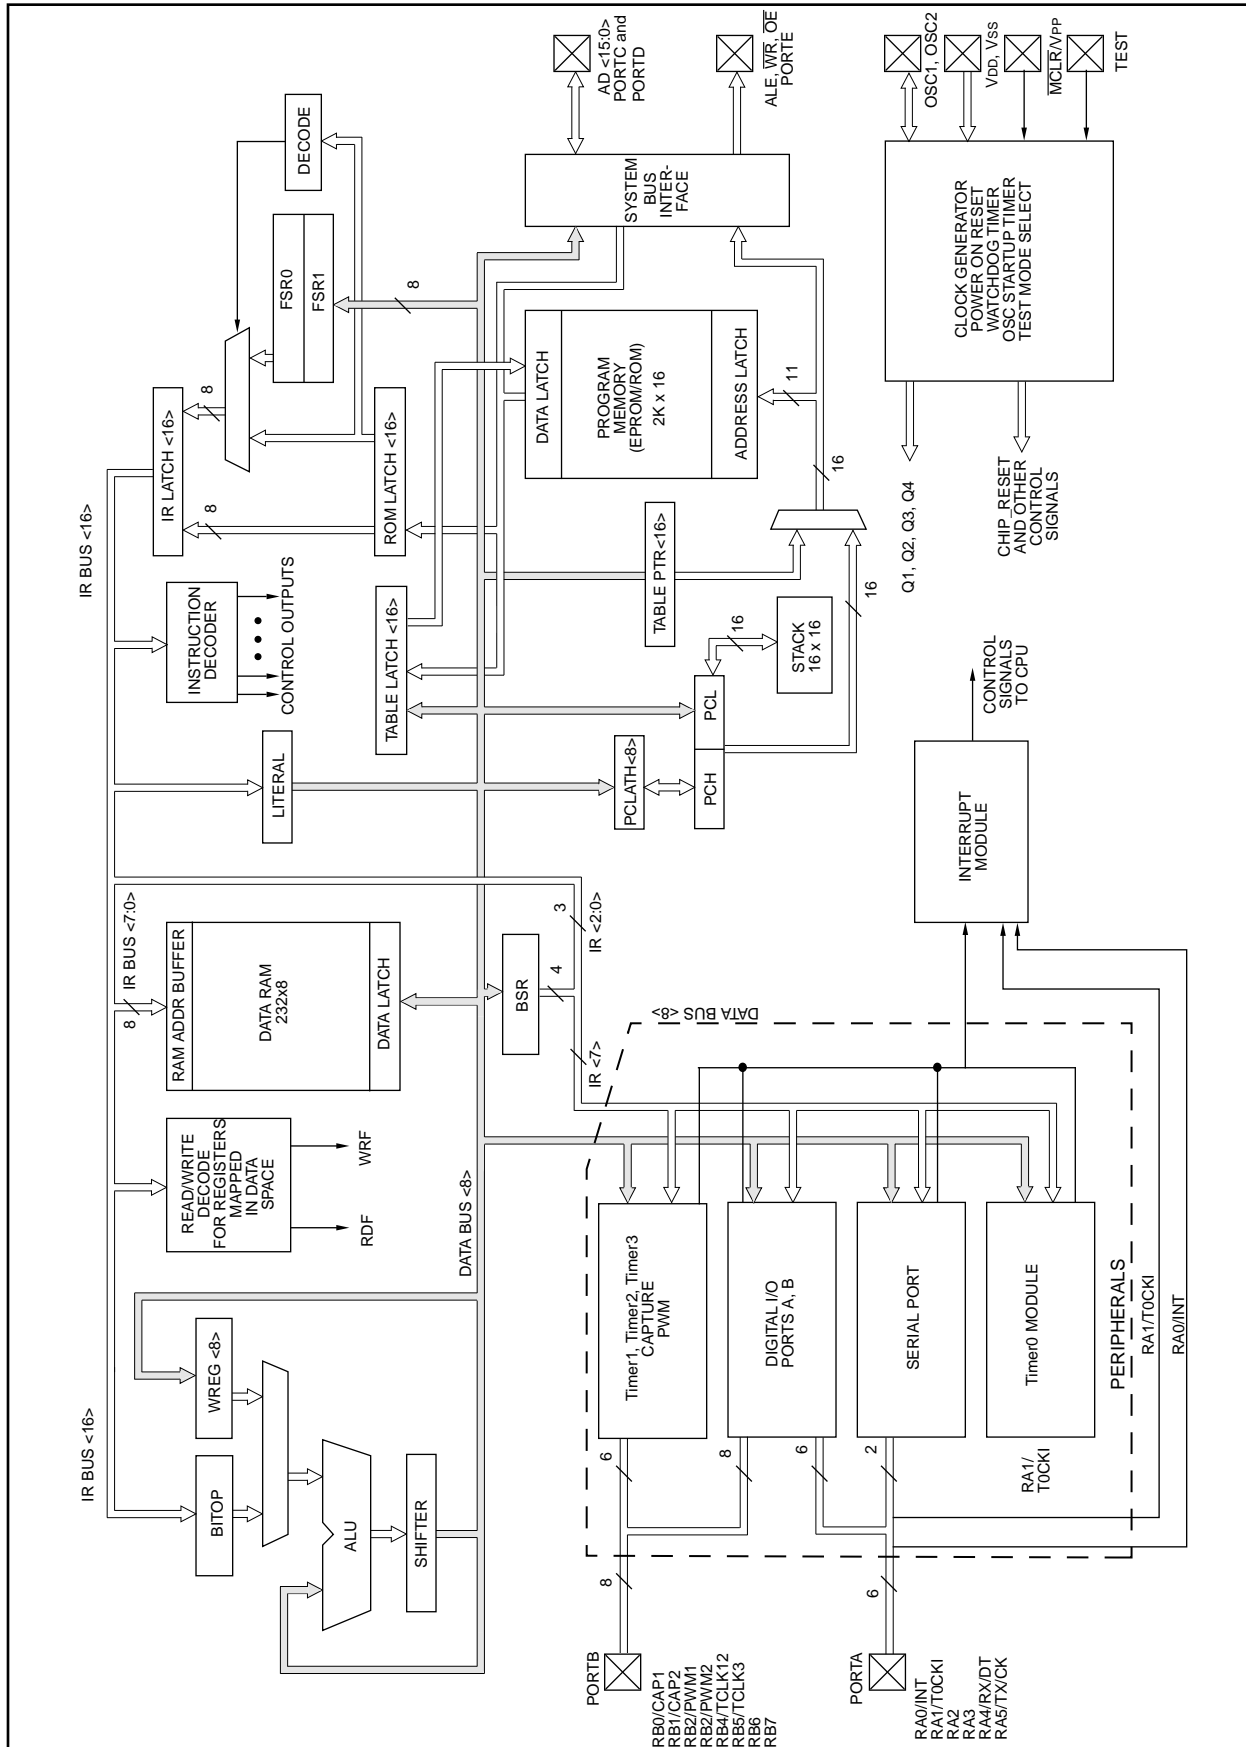 IR BUS <16>
BITOP
WREG <8>
ALU
SHIFTER
READ/WRITE
DECODE
FOR REGISTERS
MAPPED
IN DATA
SPACE
RDF
WRF
8
IR BUS <7:0>
RAM ADDR BUFFER
DATA RAM
232x8
DATA LATCH
LITERAL
INSTRUCTION
DECODER
CONTROL OUTPUTS
IR BUS <16>
IR LATCH <16>
8
8
ROM LATCH <16>
TABLE LATCH <16>
FSR0
FSR1
DECODE
8
DATA BUS <8>
BSR
4
3
IR <2:0>
IR <7>
PCLATH<8>
PCH
PCL
16
STACK
16 x 16
TABLE PTR<16>
16
16
DATA LATCH
PROGRAM
MEMORY
(EPROM/ROM)
2K x 16
ADDRESS LATCH
11
SYSTEM
BUS
INTER-
FACE
AD <15:0>
PORTC and
PORTD
ALE, WR, OE
PORTE
PORTB
RB0/CAP1
RB1/CAP2
RB2/PWM1
RB2/PWM2
RB4/TCLK12
RB5/TCLK3
RB6
RB7
8
6
8
6
2
6
PORTA
RA0/INT
RA1/T0CKI
RA2
RA3
RA4/RX/DT
RA5/TX/CK
DATA BUS <8>
Timer1, Timer2, Timer3
CAPTURE
PWM
DIGITAL I/O
PORTS A, B
SERIAL PORT
Timer0 MODULE
RA1/
T0CKI
PERIPHERALS
RA1/T0CKI
RA0/INT
INTERRUPT
MODULE
CONTROL
SIGNALS
TO CPU
Q1, Q2, Q3, Q4
CHIP_RESET
AND OTHER
CONTROL
SIGNALS
CLOCK GENERATOR
POWER ON RESET
WATCHDOG TIMER
OSC STARTUP TIMER
TEST MODE SELECT
OSC1, OSC2
VDD, VSS
MCLR/VPP
TEST